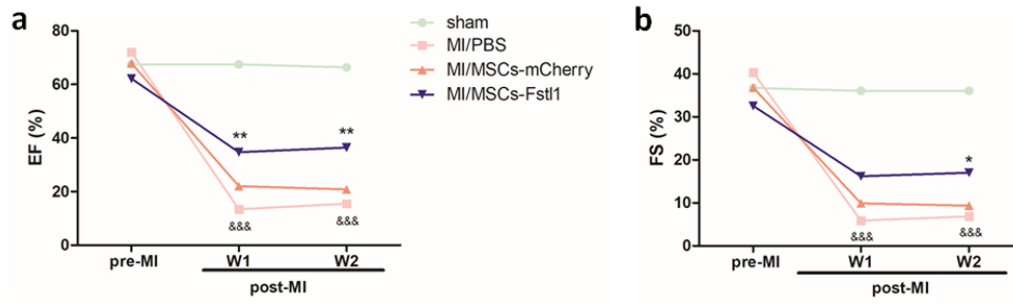 a
EF (%)
80
60
40
20
0
** **
&&& &&&
pre-MI W1 W2
post-MI
sham
MI/PBS
MI/MSCs-mCherry
MI/MSCs-Fstl1
b
FS (%)
50
40
30
20
10
0
*
&&& &&&
pre-MI W1 W2
post-MI